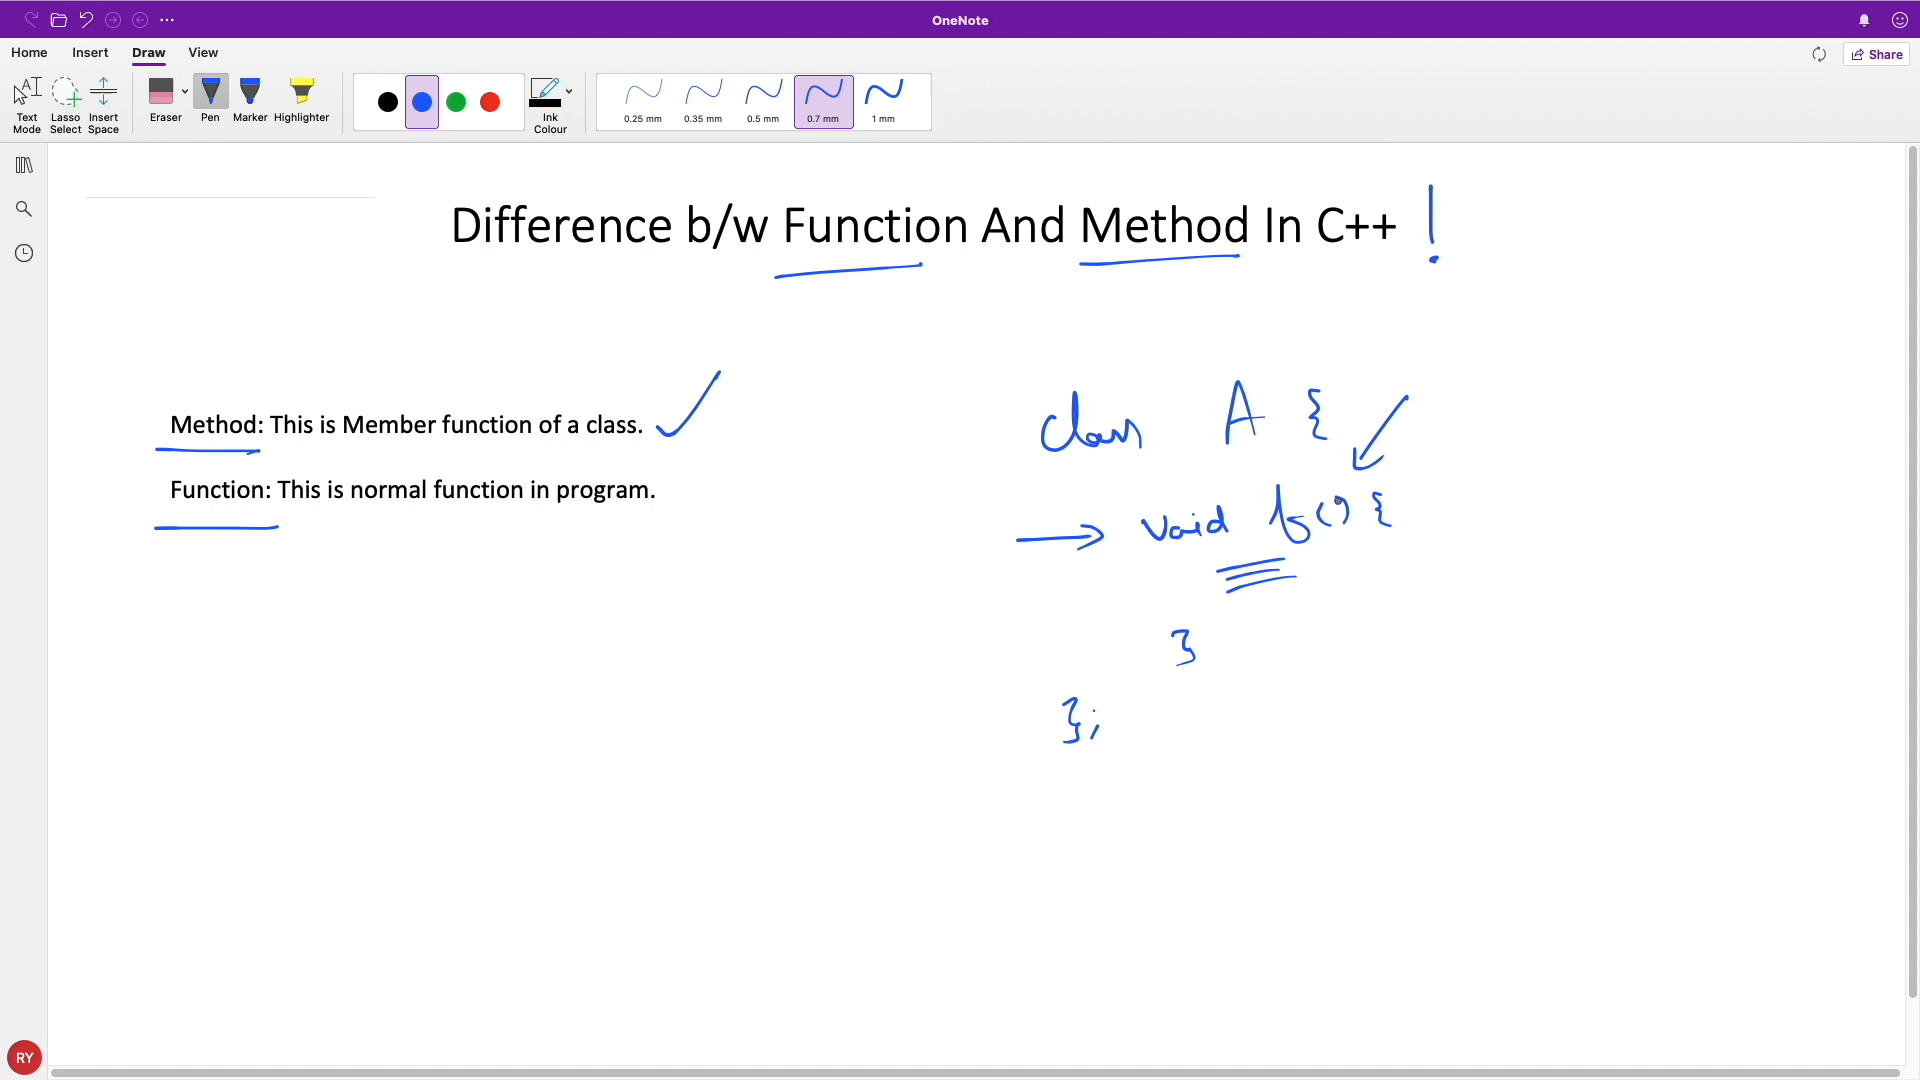 OneNote
Home Insert Draw View
Share
Text Mode
Lasso Select
Insert Space
Eraser
Pen
Marker
Highlighter
Ink Colour
0.25 mm
0.35 mm
0.5 mm
0.7 mm
1 mm
Difference b/w Function And Method In C++ !
Method: This is Member function of a class.
Function: This is normal function in program.
class A {
void f() {
}
};
RY